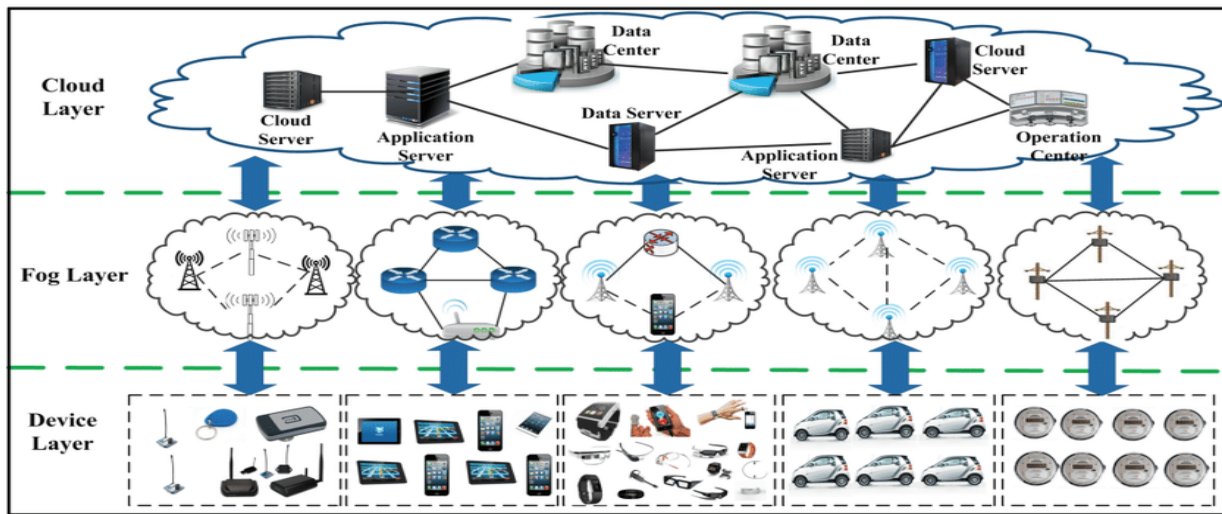 Cloud
Layer
Data
Center
Data
Center
Cloud
Server
Cloud
Server
Application
Server
Data Server
Application
Server
Operation
Center
Fog Layer
Device
Layer